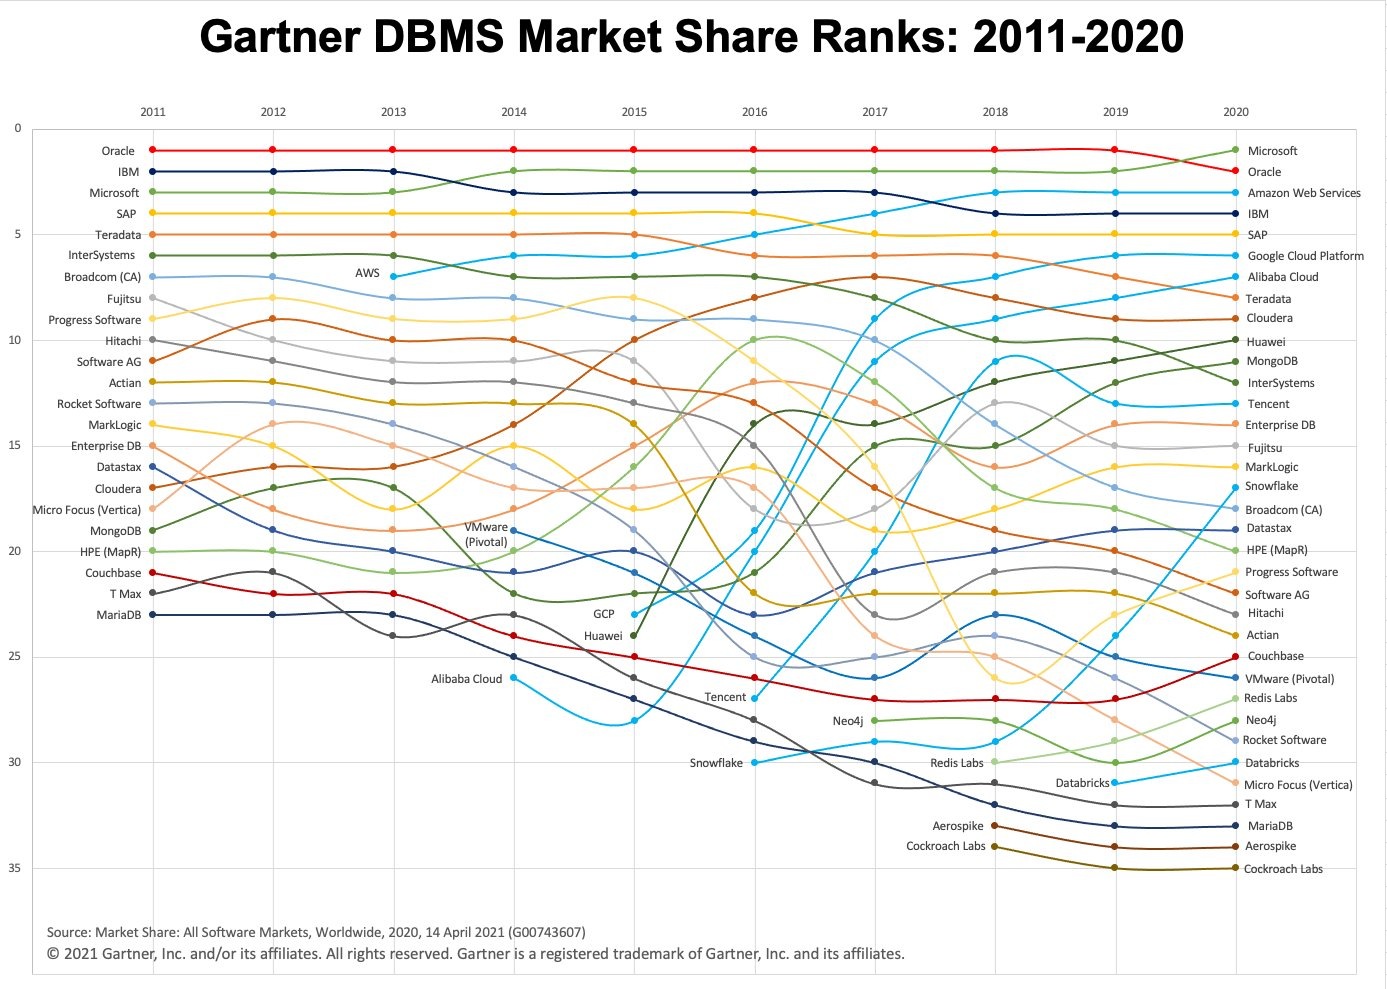 Gartner DBMS Market Share Ranks: 2011-2020
2011 2012 2013 2014 2015 2016 2017 2018 2019 2020
0
Oracle Microsoft
IBM Oracle
Microsoft Amazon Web Services
SAP IBM
5 Teradata SAP
InterSystems Google Cloud Platform
Broadcom (CA) AWS Alibaba Cloud
Fujitsu Teradata
Progress Software Cloudera
10 Hitachi Huawei
Software AG MongoDB
Actian InterSystems
Rocket Software Tencent
MarkLogic Enterprise DB
15 Enterprise DB Fujitsu
Datastax MarkLogic
Cloudera Snowflake
Micro Focus (Vertica) Broadcom (CA)
MongoDB VMware Datastax
(Pivotal)
20 HPE (MapR) HPE (MapR)
Couchbase Progress Software
T Max Software AG
MariaDB GCP Hitachi
Huawei Actian
25 Couchbase
Alibaba Cloud VMware (Pivotal)
Tencent Redis Labs
Neo4j Neo4j
Rocket Software
30 Snowflake Redis Labs Databricks
Databricks Micro Focus (Vertica)
T Max
Aerospike MariaDB
Cockroach Labs Aerospike
35 Cockroach Labs
Source: Market Share: All Software Markets, Worldwide, 2020, 14 April 2021 (G00743607)
© 2021 Gartner, Inc. and/or its affiliates. All rights reserved. Gartner is a registered trademark of Gartner, Inc. and its affiliates.